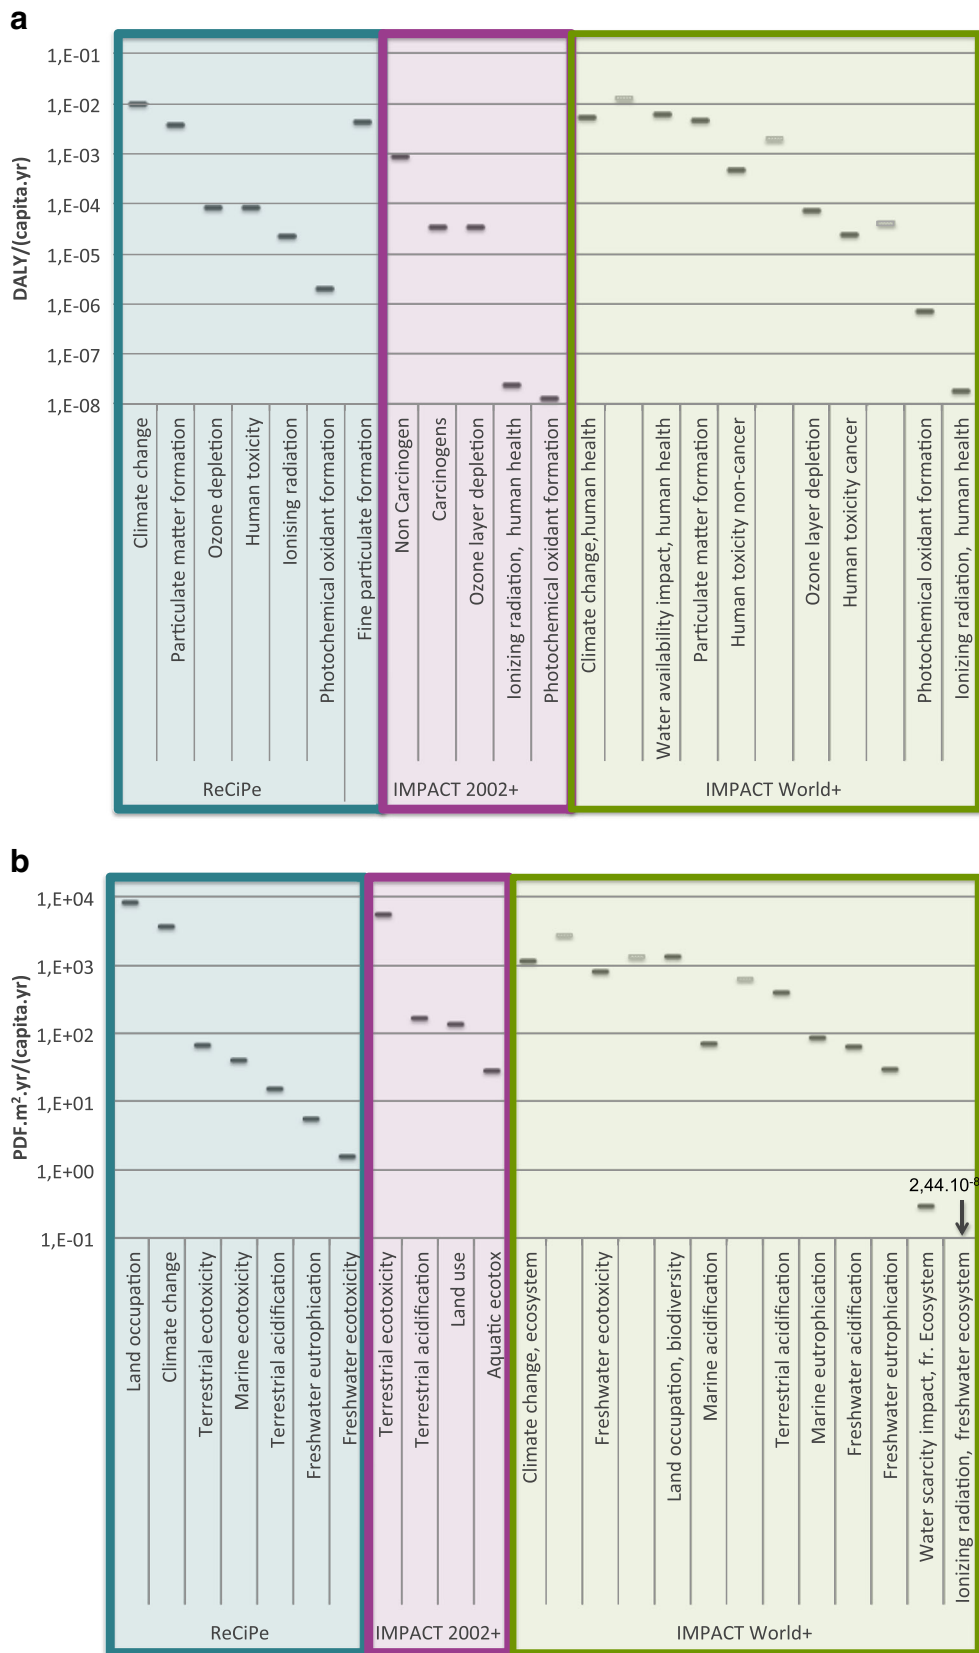 a
1,E-01
1,E-02
1,E-03
1,E-04
1,E-05
1,E-06
1,E-07
1,E-08
DALY/(capita.yr)
Climate change
Particulate matter formation
Ozone depletion
Human toxicity
Ionising radiation
Photochemical oxidant formation
Fine particulate formation
Non Carcinogen
Carcinogens
Ozone layer depletion
Ionizing radiation, human health
Photochemical oxidant formation
Climate change,human health
Water availability impact, human health
Particulate matter formation
Human toxicity non-cancer
Ozone layer depletion
Human toxicity cancer
Photochemical oxidant formation
Ionizing radiation, human health
ReCiPe
IMPACT 2002+
IMPACT World+
b
1,E+04
1,E+03
1,E+02
1,E+01
1,E+00
1,E-01
PDF.m².yr/(capita.yr)
2,44.10⁻⁸
Land occupation
Climate change
Terrestrial ecotoxicity
Marine ecotoxicity
Terrestrial acidification
Freshwater eutrophication
Freshwater ecotoxicity
Terrestrial ecotoxicity
Terrestrial acidification
Land use
Aquatic ecotox
Climate change, ecosystem
Freshwater ecotoxicity
Land occupation, biodiversity
Marine acidification
Terrestrial acidification
Marine eutrophication
Freshwater acidification
Freshwater eutrophication
Water scarcity impact, fr. Ecosystem
Ionizing radiation, freshwater ecosystem
ReCiPe
IMPACT 2002+
IMPACT World+